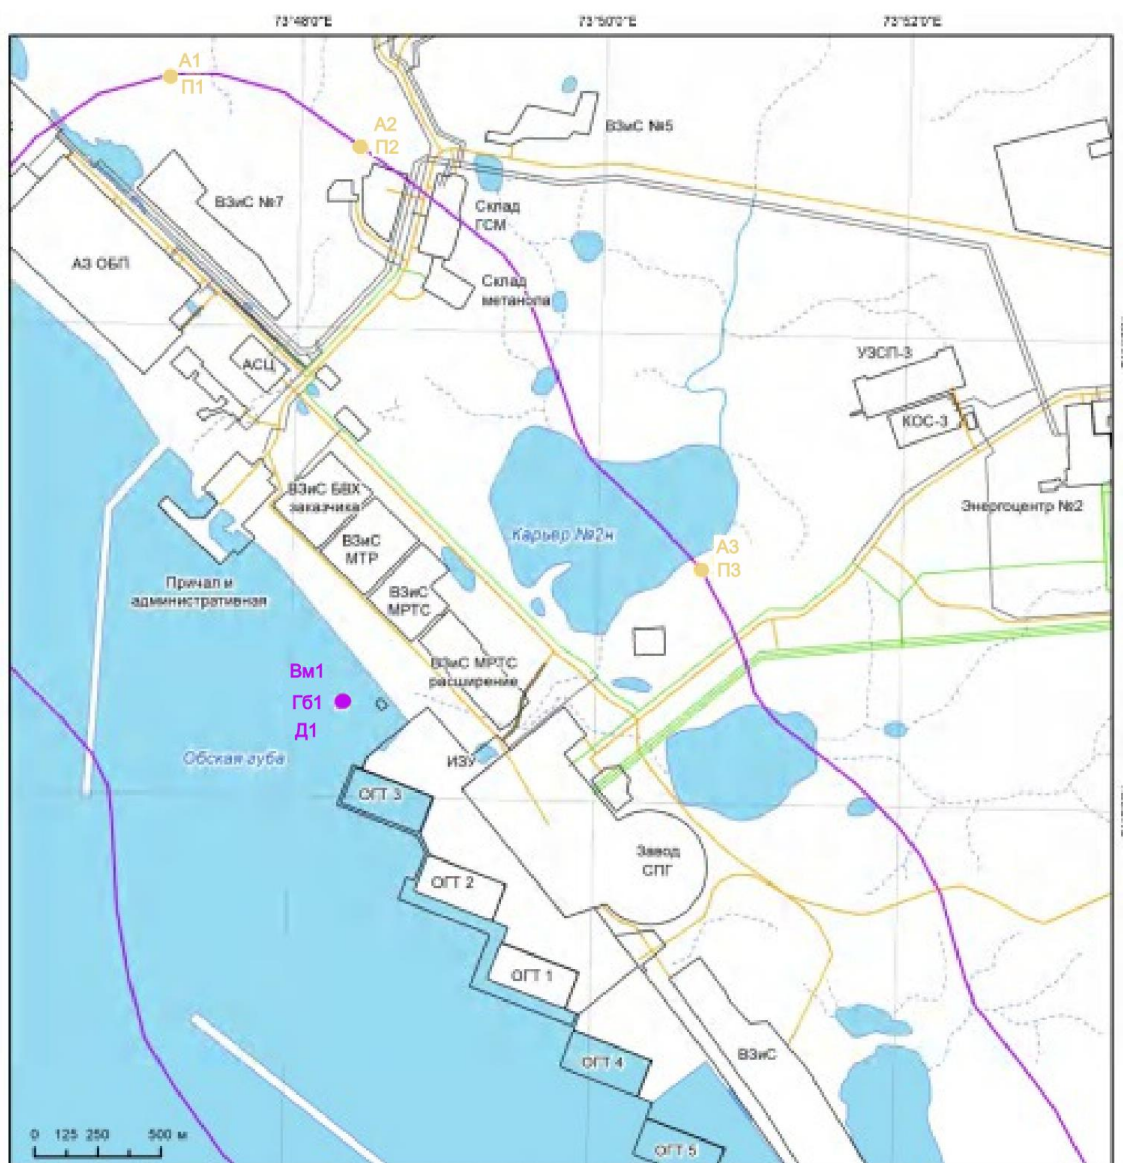 73°48'0"E
73°50'0"E
73°52'0"E
А1
П1
А2
П2
ВЗиС №5
ВЗиС №7
Склад
ГСМ
АЗ ОБП
Склад
метанола
АСЦ
УЗСП-3
КОС-3
ВЗиС БВХ
заказчика
Энергоцентр №2
Карьер №2н
ВЗиС
МТР
А3
П3
Причал и
административная
ВЗиС
МРТС
ВЗиС МРТС
расширение
Вм1
Гб1
Д1
Обская губа
ИЗУ
ОГТ 3
Завод
СПГ
ОГТ 2
ОГТ 1
ВЗиС
ОГТ 4
0 125 250 500 м
ОГТ 5